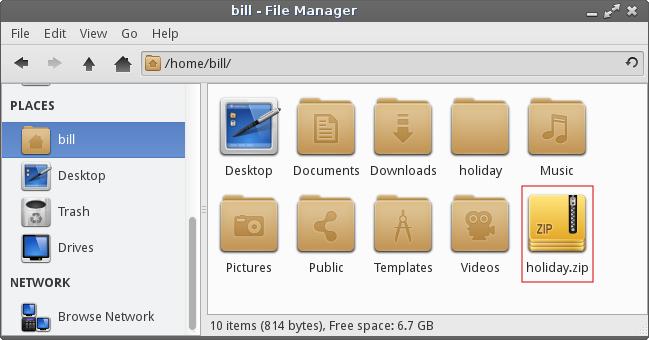 bill - File Manager
File Edit View Go Help
/home/bill/
PLACES
bill
Desktop
Trash
Drives
NETWORK
Browse Network
Desktop Documents Downloads holiday Music
ZIP
Pictures Public Templates Videos holiday.zip
10 items (814 bytes), Free space: 6.7 GB